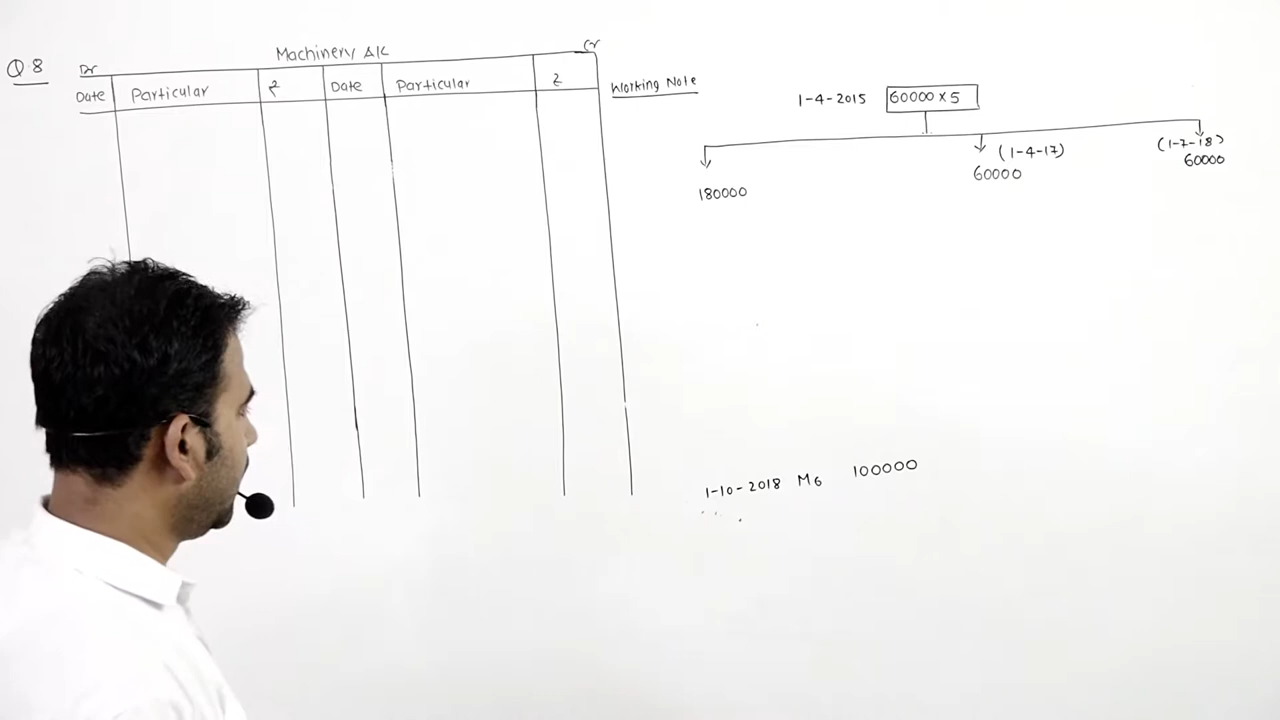 Q 8
Machinery A/c
Dr
Cr
Date Particular ₹ Date Particular ₹
Working Note
1-4-2015 60000 x 5
180000
(1-4-17)
60000
(1-7-18)
60000
1-10-2018 M6 100000